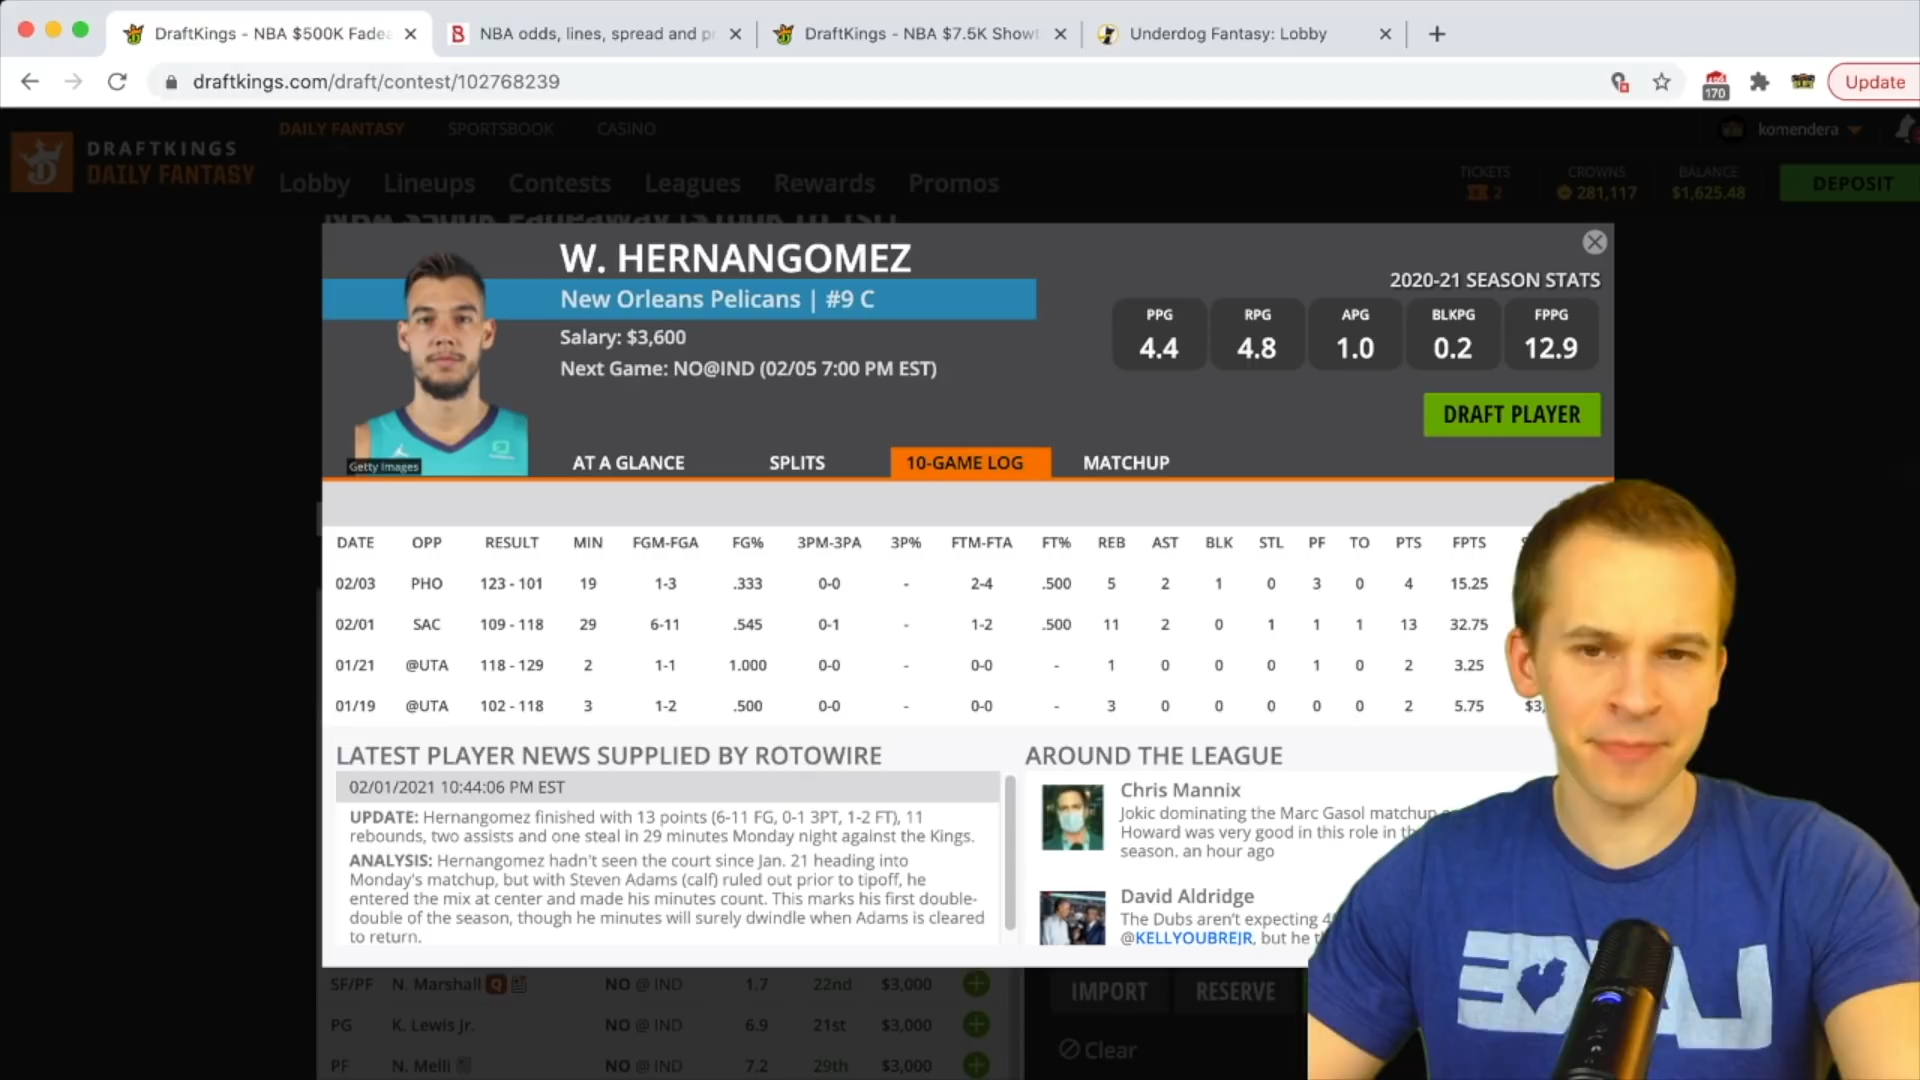 DraftKings - NBA $500K Fadea
NBA odds, lines, spread and p
DraftKings - NBA $7.5K Showt
Underdog Fantasy: Lobby
draftkings.com/draft/contest/102768239
170
Update
DAILY FANTASY SPORTSBOOK CASINO
komendera
DRAFTKINGS
DAILY FANTASY
Lobby Lineups Contests Leagues Rewards Promos
TICKETS CROWNS BALANCE
2 281,117 $1,625.48
DEPOSIT
W. HERNANGOMEZ
New Orleans Pelicans | #9 C
Salary: $3,600
Next Game: NO@IND (02/05 7:00 PM EST)
2020-21 SEASON STATS
PPG RPG APG BLKPG FPPG
4.4 4.8 1.0 0.2 12.9
DRAFT PLAYER
Getty Images
AT A GLANCE SPLITS 10-GAME LOG MATCHUP
DATE OPP RESULT MIN FGM-FGA FG% 3PM-3PA 3P% FTM-FTA FT% REB AST BLK STL PF TO PTS FPTS
02/03 PHO 123 - 101 19 1-3 .333 0-0 - 2-4 .500 5 2 1 0 3 0 4 15.25
02/01 SAC 109 - 118 29 6-11 .545 0-1 - 1-2 .500 11 2 0 1 1 1 13 32.75
01/21 @UTA 118 - 129 2 1-1 1.000 0-0 - 0-0 - 1 0 0 0 1 0 2 3.25
01/19 @UTA 102 - 118 3 1-2 .500 0-0 - 0-0 - 3 0 0 0 0 0 2 5.75 $3,
LATEST PLAYER NEWS SUPPLIED BY ROTOWIRE
02/01/2021 10:44:06 PM EST
UPDATE: Hernangomez finished with 13 points (6-11 FG, 0-1 3PT, 1-2 FT), 11
rebounds, two assists and one steal in 29 minutes Monday night against the Kings.
ANALYSIS: Hernangomez hadn't seen the court since Jan. 21 heading into
Monday's matchup, but with Steven Adams (calf) ruled out prior to tipoff, he
entered the mix at center and made his minutes count. This marks his first double-
double of the season, though he minutes will surely dwindle when Adams is cleared
to return.
AROUND THE LEAGUE
Chris Mannix
Jokic dominating the Marc Gasol matchup
Howard was very good in this role in th
season. an hour ago
David Aldridge
The Dubs aren't expecting 4
@KELLYOUBREJR, but he t
SF/PF N. Marshall Q NO @ IND 1.7 22nd $3,000
PG K. Lewis Jr. NO @ IND 6.9 21st $3,000
PF N. Melli NO @ IND 7.2 29th $3,000
IMPORT RESERVE
Clear